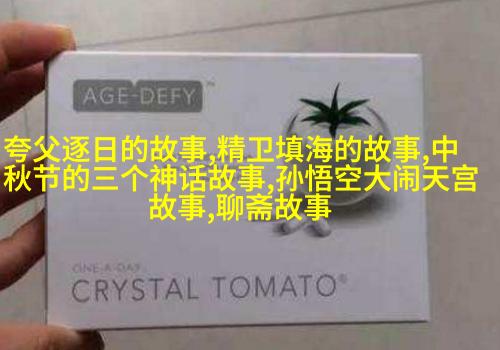 AGE-DEFY™
夸父逐日的故事,精卫填海的故事,中
秋节的三个神话故事,孙悟空大闹天宫
故事,聊斋故事
ONE-A-DAY
CRYSTAL TOMATO®